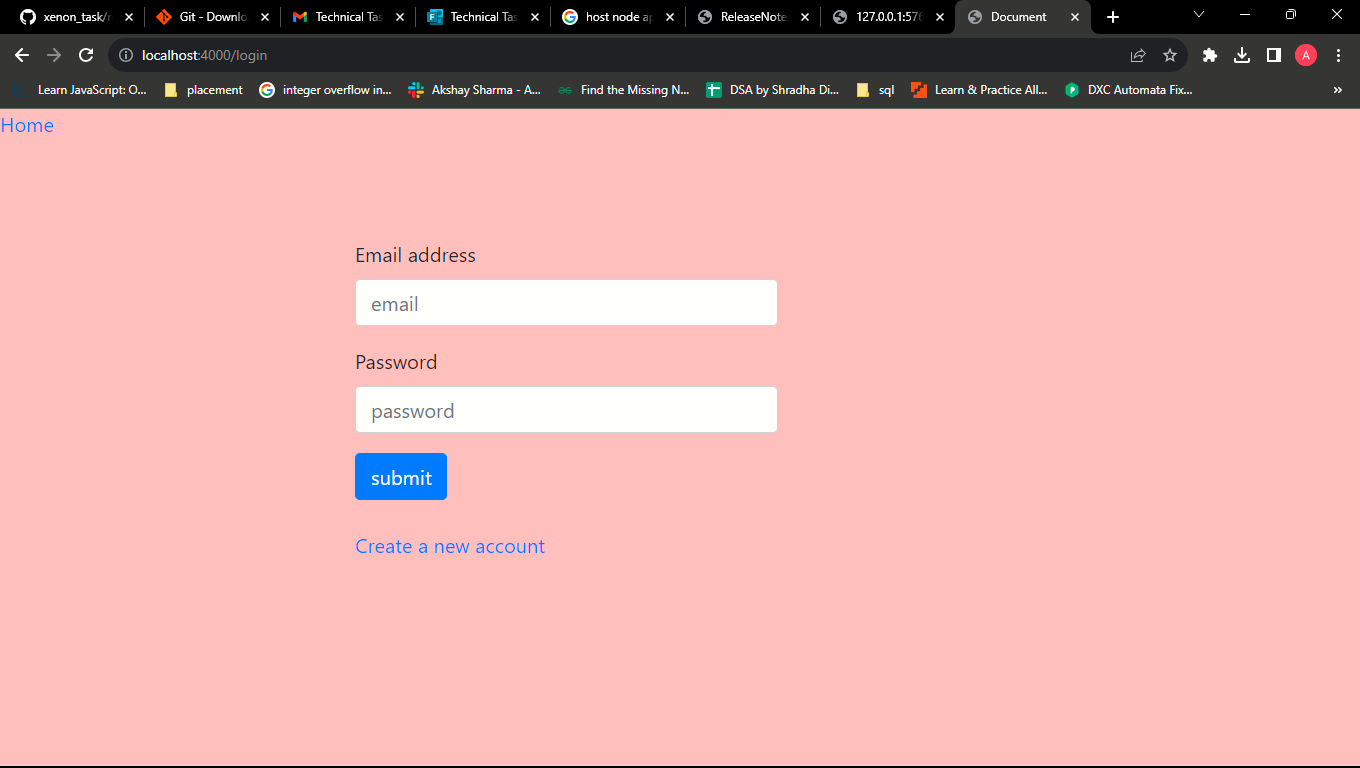 xenon_task/r
Git - Downlo
Technical Tas
Technical Tas
host node ap
ReleaseNote
127.0.0.1:576
Document
localhost:4000/login
A
Learn JavaScript: O...
placement
integer overflow in...
Akshay Sharma - A...
Find the Missing N...
DSA by Shradha Di...
sql
Learn & Practice All...
DXC Automata Fix...
»
Home
Email address
email
Password
password
submit
Create a new account